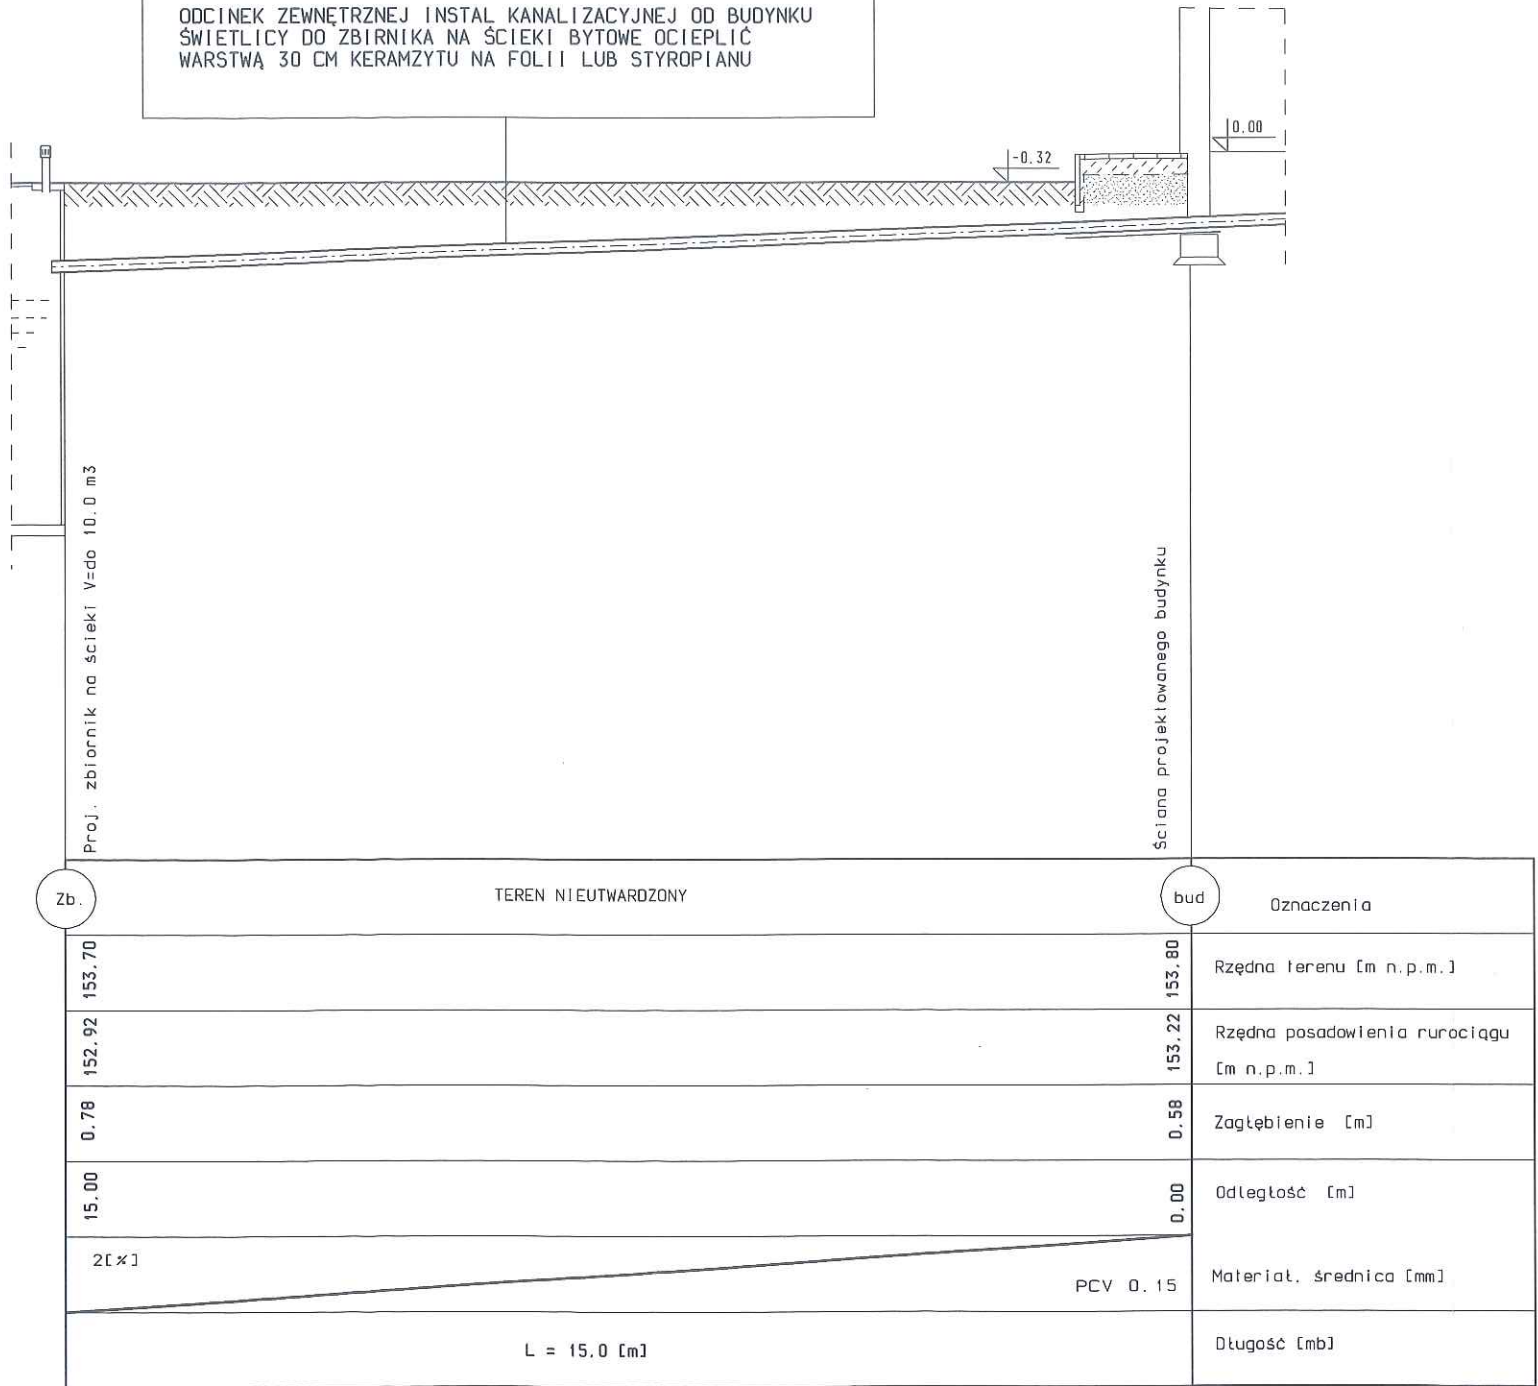 ODCINEK ZEWNĘTRZNEJ INSTAL KANALIZACYJNEJ OD BUDYNKU
ŚWIETLICY DO ZBIRNIKA NA ŚCIEKI BYTOWE OCIEPLIĆ
WARSTWĄ 30 CM KERAMZYTU NA FOLII LUB STYROPIANU
0.00
-0.32
Proj. zbiornik na ścieki V=do 10.0 m3
Ściana projektowanego budynku
Zb.
TEREN NIEUTWARDZONY
bud
Oznaczenia
153.70
153.80
Rzędna terenu [m n.p.m.]
152.92
153.22
Rzędna posadowienia rurociągu
[m n.p.m.]
0.78
0.58
Zagłębienie [m]
15.00
0.00
Odległość [m]
2[%]
PCV 0.15
Materiał. średnica [mm]
L = 15.0 [m]
Długość [mb]